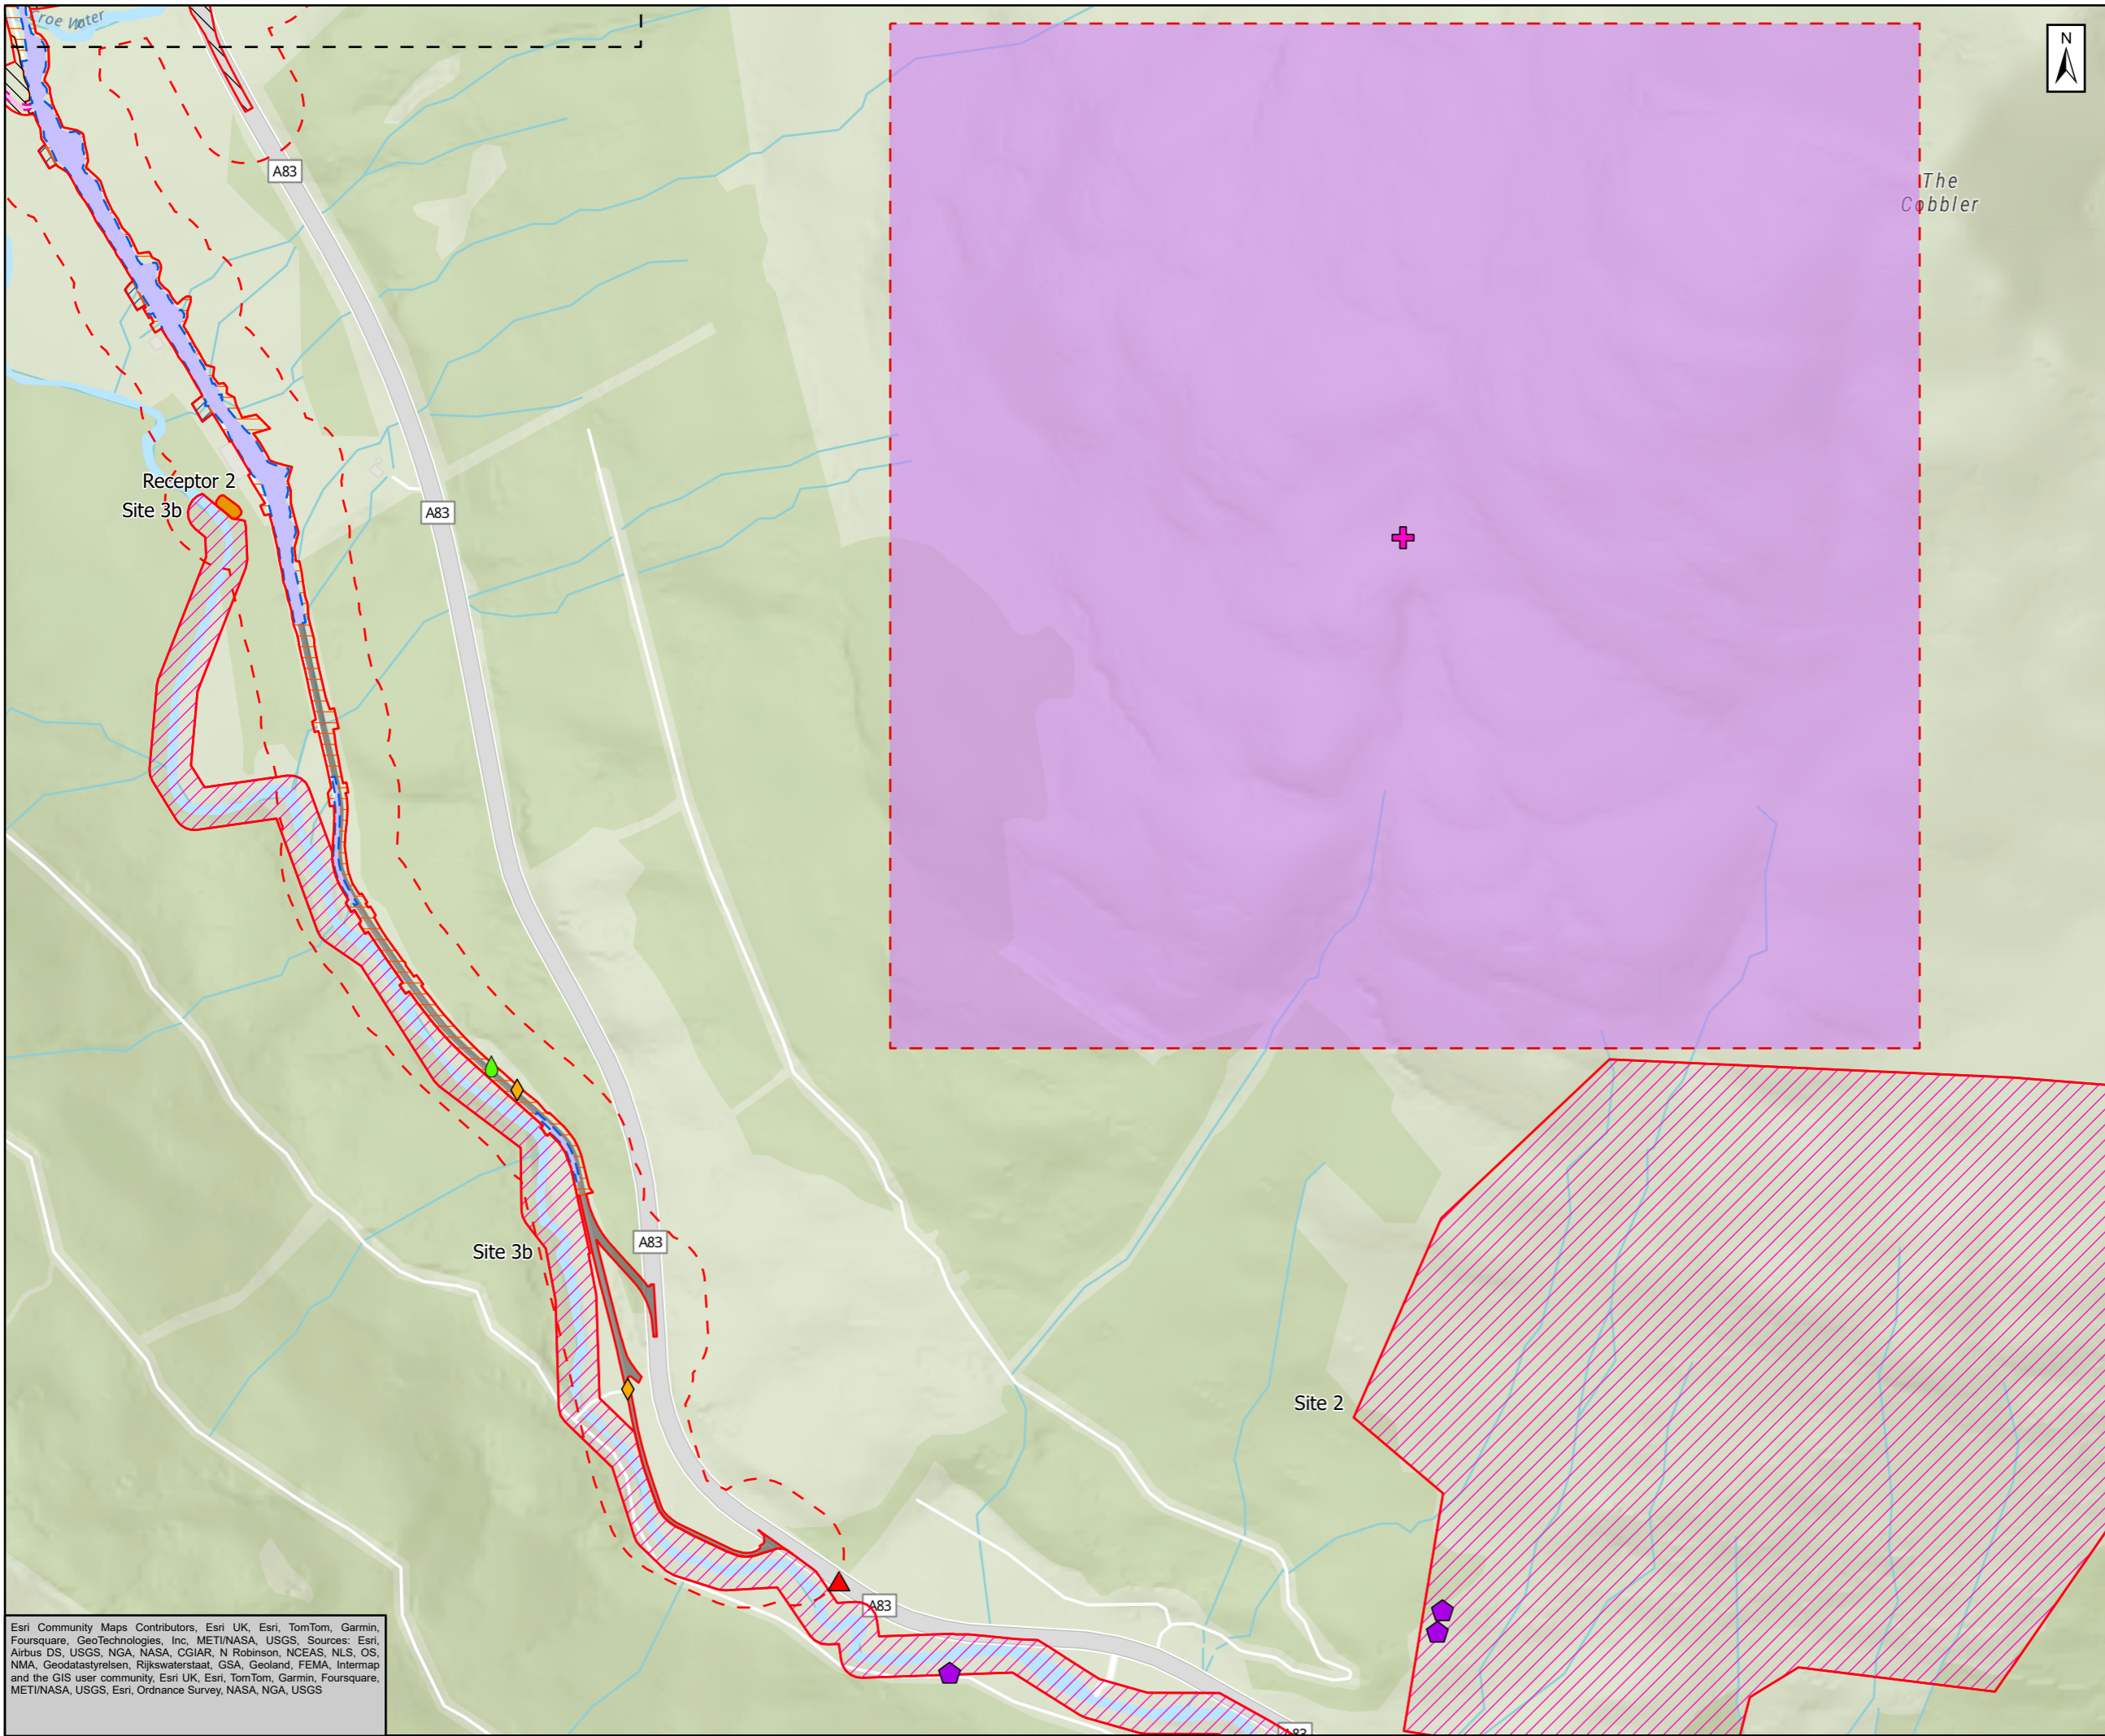 Croe Water
N
A83
The
Cobbler
Receptor 2
Site 3b
A83
A83
Site 3b
Site 2
A83
A83
Esri Community Maps Contributors, Esri UK, Esri, TomTom, Garmin,
Foursquare, GeoTechnologies, Inc, METI/NASA, USGS, Sources: Esri,
Airbus DS, USGS, NGA, NASA, CGIAR, N Robinson, NCEAS, NLS, OS,
NMA, Geodatastyrelsen, Rijkswaterstaat, GSA, Geoland, FEMA, Intermap
and the GIS user community, Esri UK, Esri, TomTom, Garmin, Foursquare,
METI/NASA, USGS, Esri, Ordnance Survey, NASA, NGA, USGS